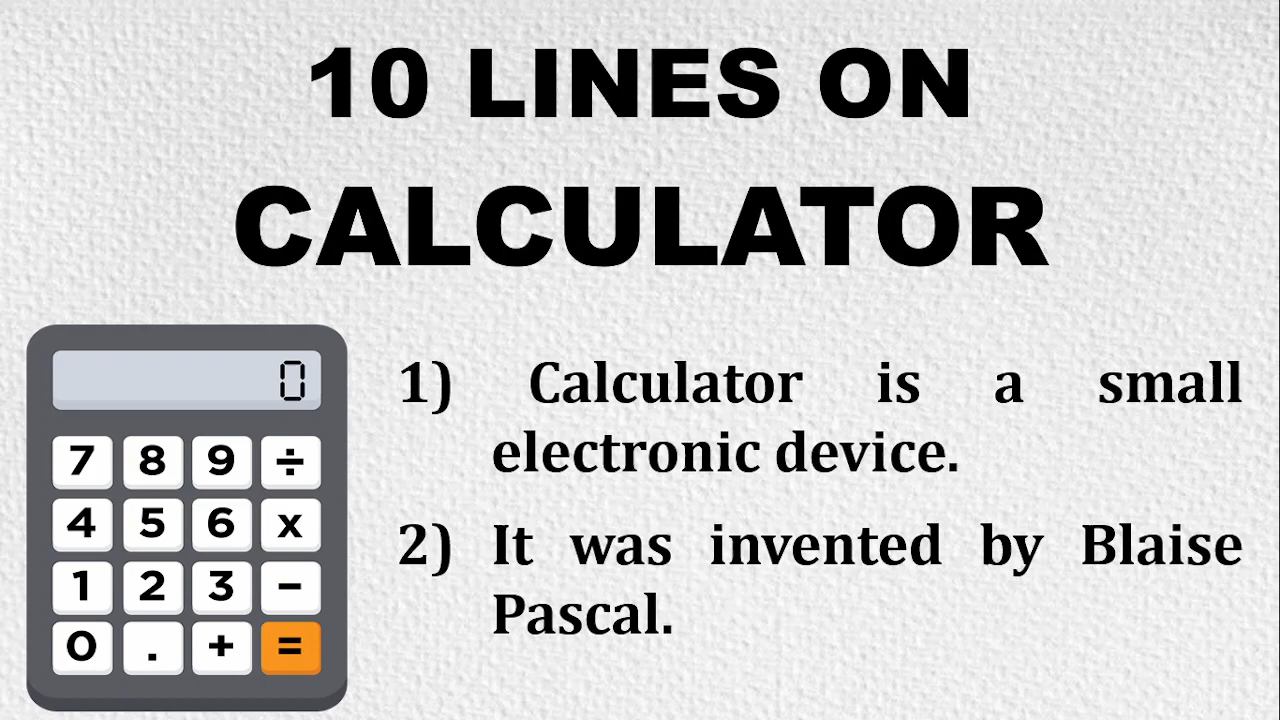 10 LINES ON
CALCULATOR
0
7 8 9 ÷
4 5 6 x
1 2 3 −
0 . + =
1) Calculator is a small
electronic device.
2) It was invented by Blaise
Pascal.